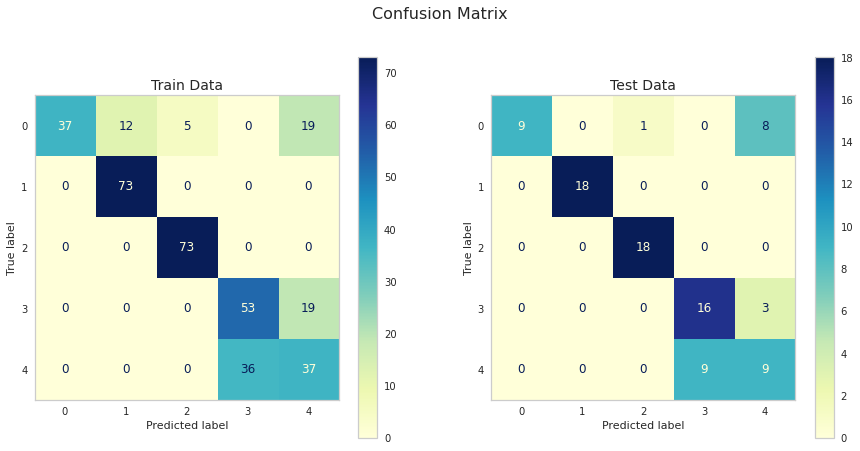 Confusion Matrix
Train Data
0 37 12 5 0 19
1 0 73 0 0 0
2 0 0 73 0 0
3 0 0 0 53 19
4 0 0 0 36 37
0 1 2 3 4
Predicted label
True label
70
60
50
40
30
20
10
0
Test Data
0 9 0 1 0 8
1 0 18 0 0 0
2 0 0 18 0 0
3 0 0 0 16 3
4 0 0 0 9 9
0 1 2 3 4
Predicted label
True label
18
16
14
12
10
8
6
4
2
0